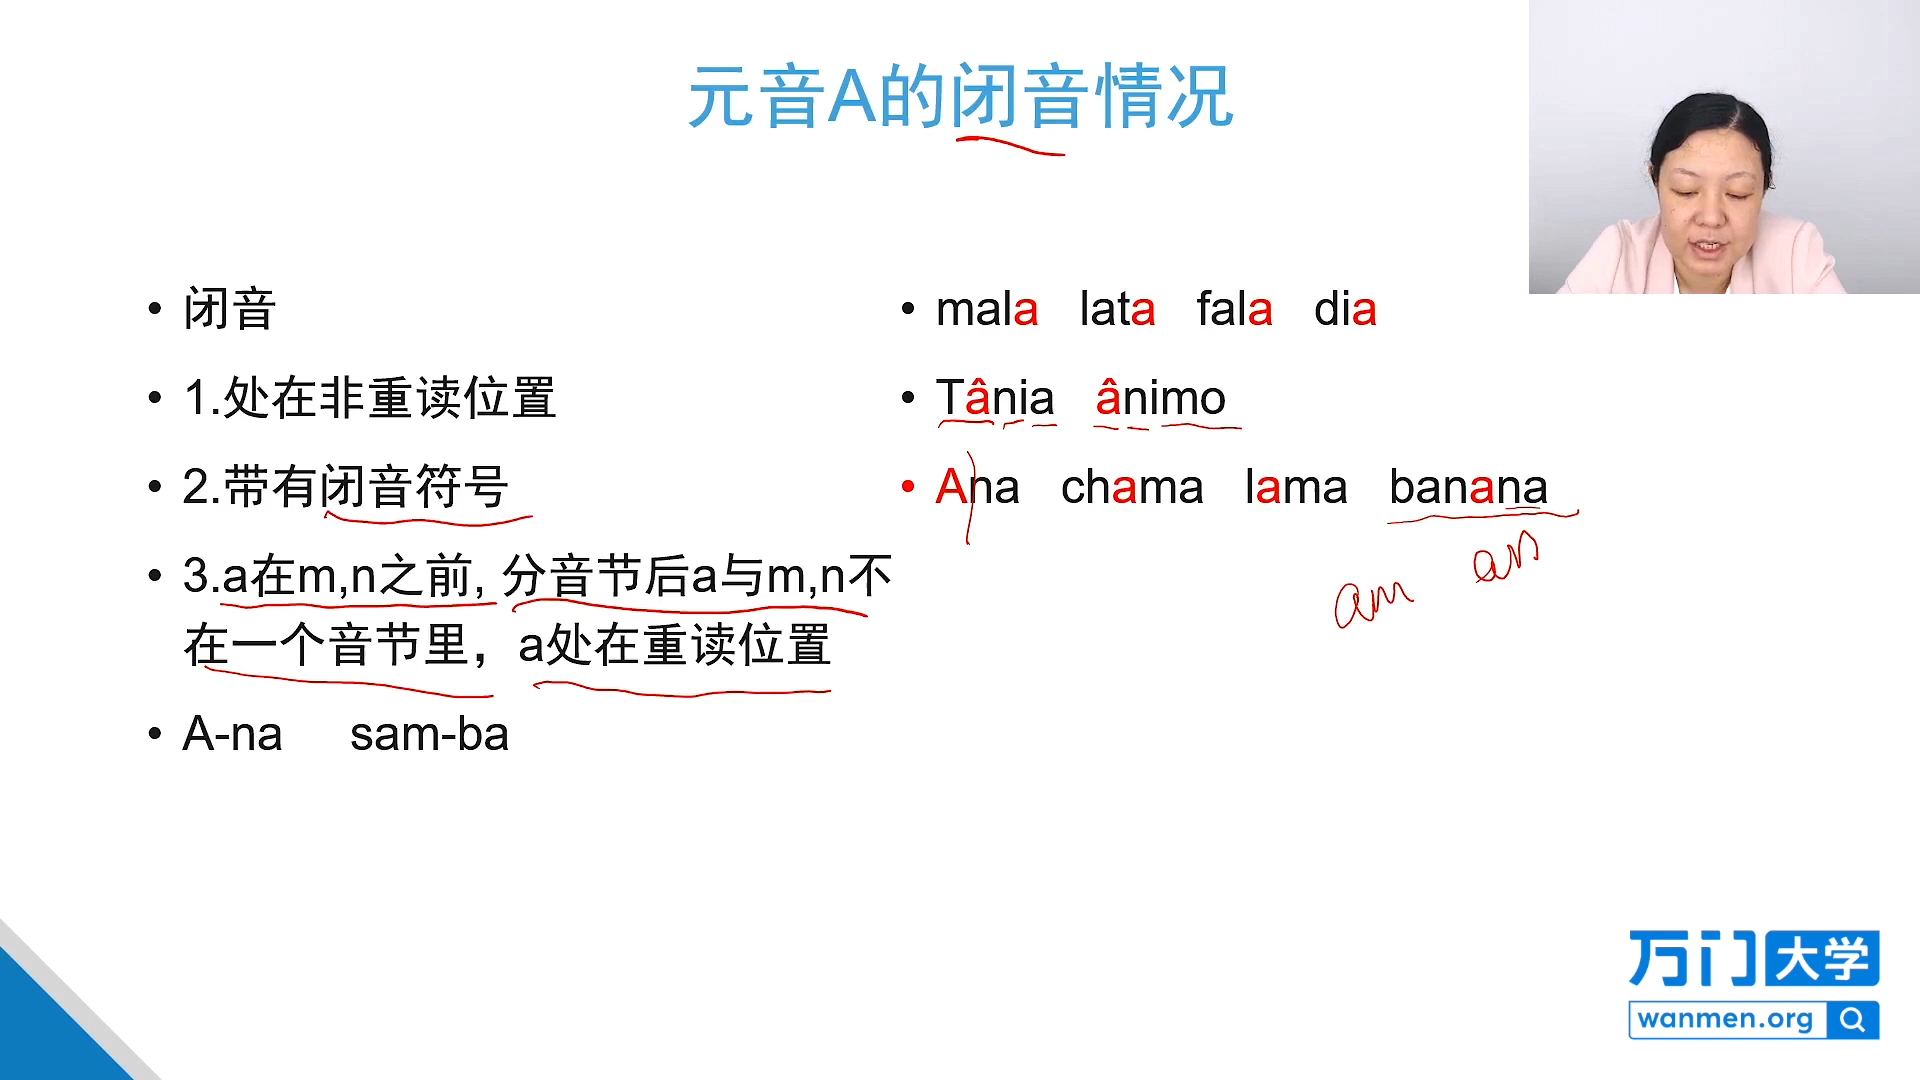 元音A的闭音情况
• 闭音
• 1.处在非重读位置
• 2.带有闭音符号
• 3.a在m,n之前, 分音节后a与m,n不
在一个音节里，a处在重读位置
• A-na sam-ba
• mala lata fala dia
• Tânia ânimo
• Ana chama lama banana
am an
万门大学
wanmen.org